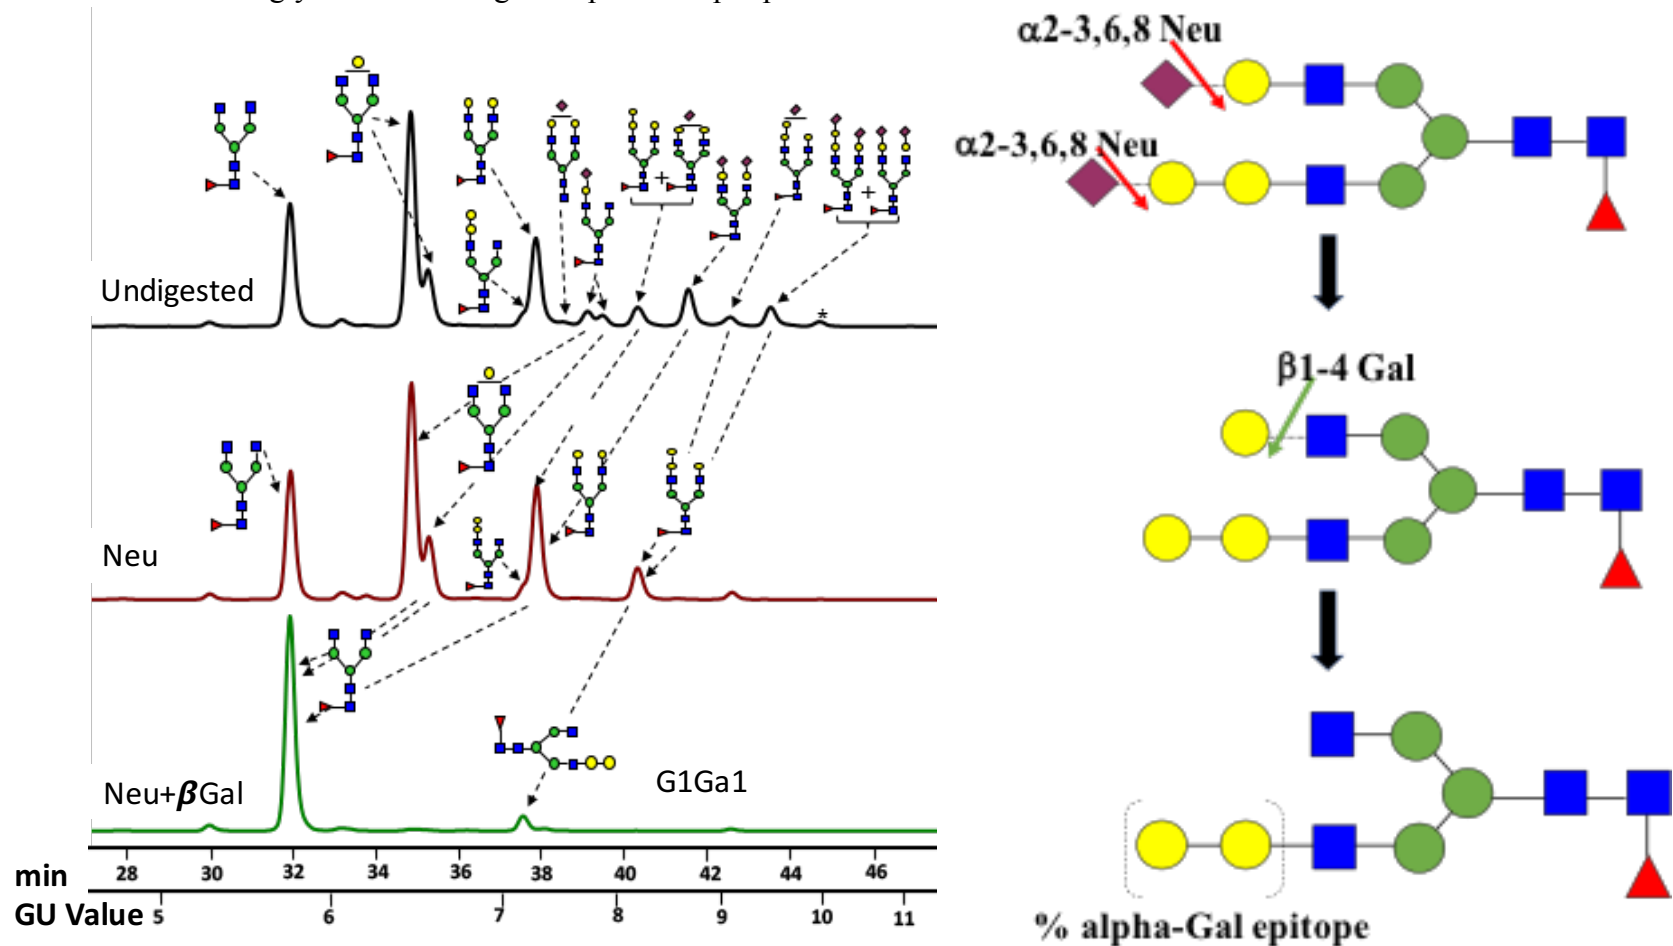 Undigested
*
+
+
Neu
Neu+βGal
G1Ga1
min
28 30 32 34 36 38 40 42 44 46
GU Value
5 6 7 8 9 10 11
α2-3,6,8 Neu
α2-3,6,8 Neu
β1-4 Gal
% alpha-Gal epitope